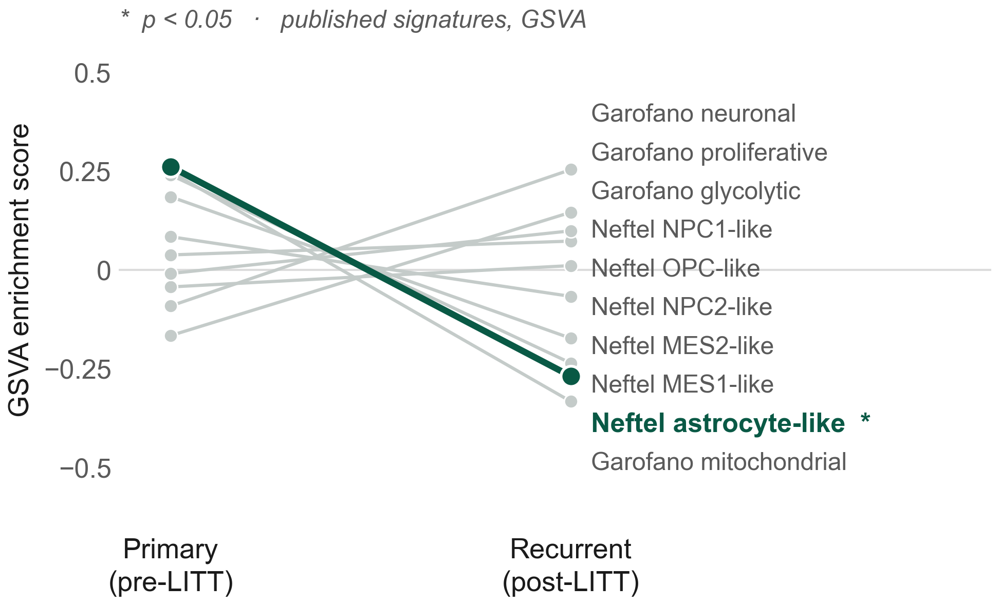 * p < 0.05 · published signatures, GSVA
GSVA enrichment score
0.5
0.25
0
−0.25
−0.5
Garofano neuronal
Garofano proliferative
Garofano glycolytic
Neftel NPC1-like
Neftel OPC-like
Neftel NPC2-like
Neftel MES2-like
Neftel MES1-like
Neftel astrocyte-like *
Garofano mitochondrial
Primary
(pre-LITT)
Recurrent
(post-LITT)